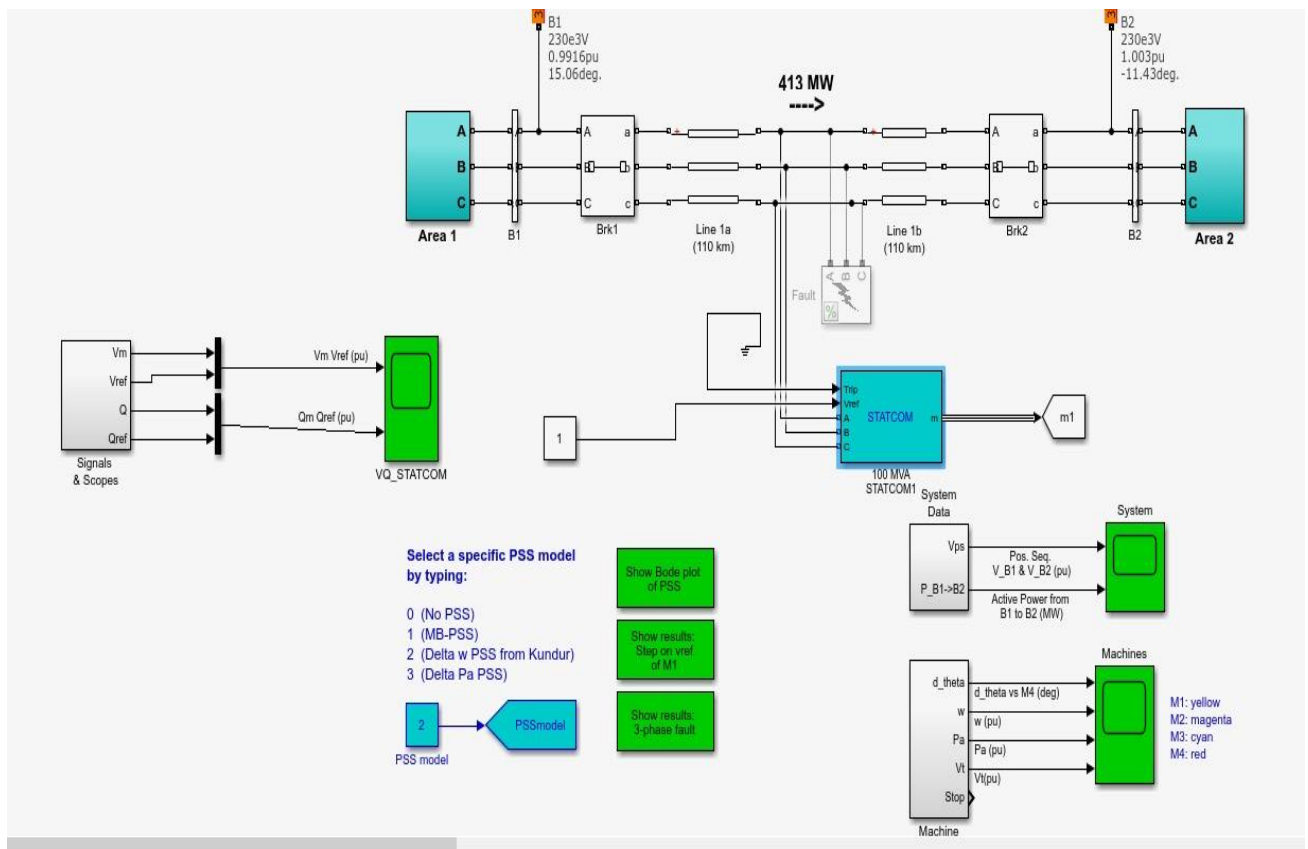 3
B1
230e3V
0.9916pu
15.06deg.
3
B2
230e3V
1.003pu
-11.43deg.
413 MW
---->
A
B
C
Area 1
B1
A
a
B
b
C
c
Brk1
Line 1a
(110 km)
Line 1b
(110 km)
A
a
B
b
C
c
Brk2
B2
A
B
C
Area 2
A
B
C
Fault
%
Vm
Vref
Q
Qref
Signals
& Scopes
Vm Vref (pu)
Qm Qref (pu)
VQ_STATCOM
1
Trip
Vref
A
B
C
STATCOM
m
m1
100 MVA
STATCOM1
System
Data
Vps
P_B1->B2
Pos. Seq.
V_B1 & V_B2 (pu)
Active Power from
B1 to B2 (MW)
System
Select a specific PSS model
by typing:
0 (No PSS)
1 (MB-PSS)
2 (Delta w PSS from Kundur)
3 (Delta Pa PSS)
2
PSS model
PSSmodel
Show Bode plot
of PSS
Show results:
Step on vref
of M1
Show results:
3-phase fault
d_theta
w
Pa
Vt
Stop
Machine
d_theta vs M4 (deg)
w (pu)
Pa (pu)
Vt(pu)
Machines
M1: yellow
M2: magenta
M3: cyan
M4: red